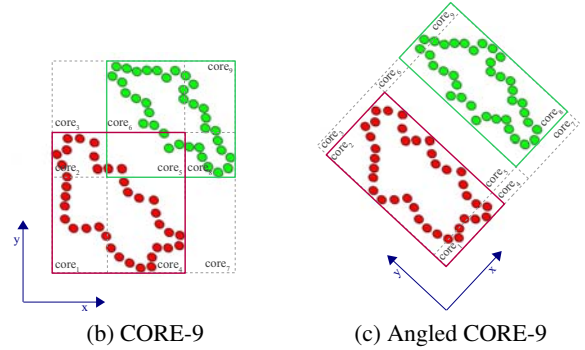 core₉
core₃ core₆
core₂ core₅ core₈
core₁ core₄ core₇
y
x
(b) CORE-9
core₉
core₆
core₈
core₃
core₂
core₅
core₄
core₁
y
x
(c) Angled CORE-9